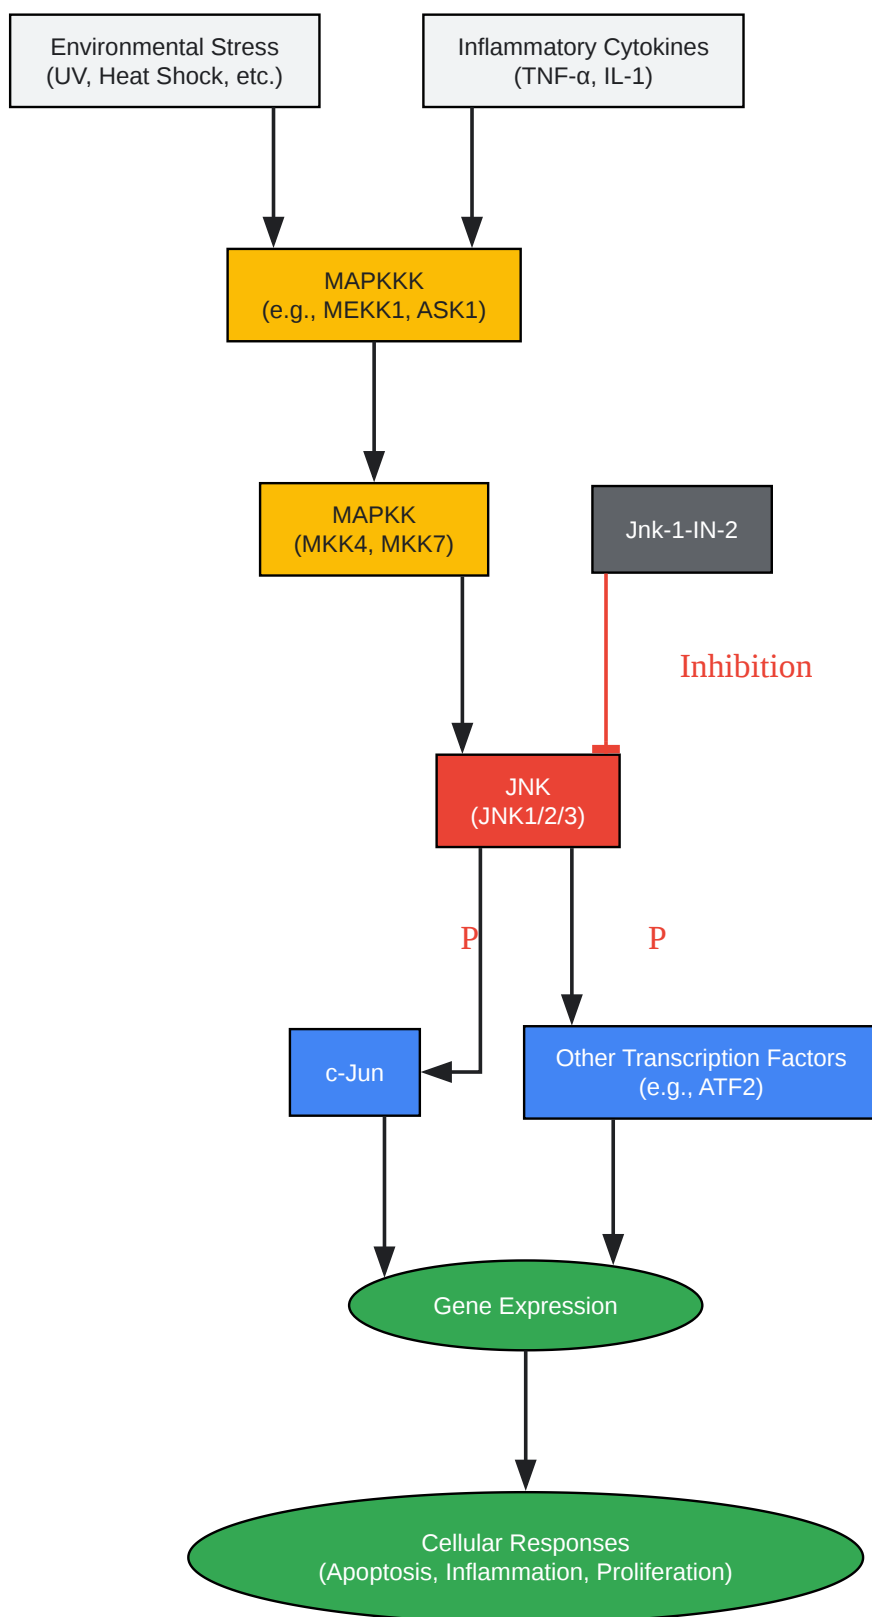 Environmental Stress
(UV, Heat Shock, etc.)
Inflammatory Cytokines
(TNF-α, IL-1)
MAPKKK
(e.g., MEKK1, ASK1)
MAPKK
(MKK4, MKK7)
Jnk-1-IN-2
Inhibition
JNK
(JNK1/2/3)
P
P
c-Jun
Other Transcription Factors
(e.g., ATF2)
Gene Expression
Cellular Responses
(Apoptosis, Inflammation, Proliferation)